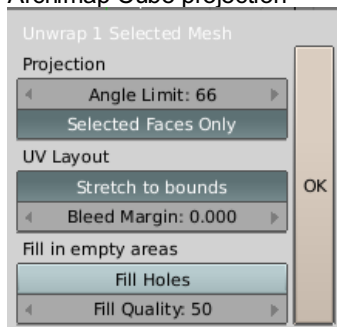 Archimap Cube projection
Unwrap 1 Selected Mesh
Projection
Angle Limit: 66
Selected Faces Only
UV Layout
Stretch to bounds
OK
Bleed Margin: 0.000
Fill in empty areas
Fill Holes
Fill Quality: 50